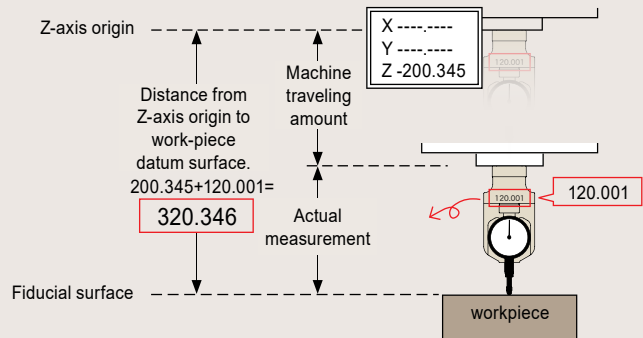 Z-axis origin
X ----.----
Y ----.----
Z -200.345
120.001
Machine
traveling
amount
Distance from
Z-axis origin to
work-piece
datum surface.
200.345+120.001=
320.346
120.001
120.001
Actual
measurement
Fiducial surface
workpiece